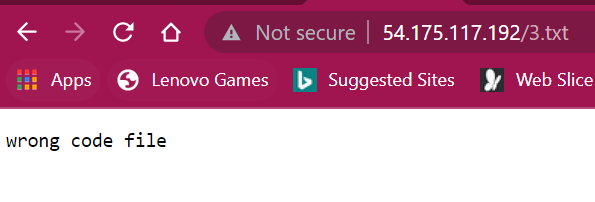 Not secure | 54.175.117.192/3.txt
Apps Lenovo Games Suggested Sites Web Slice
wrong code file